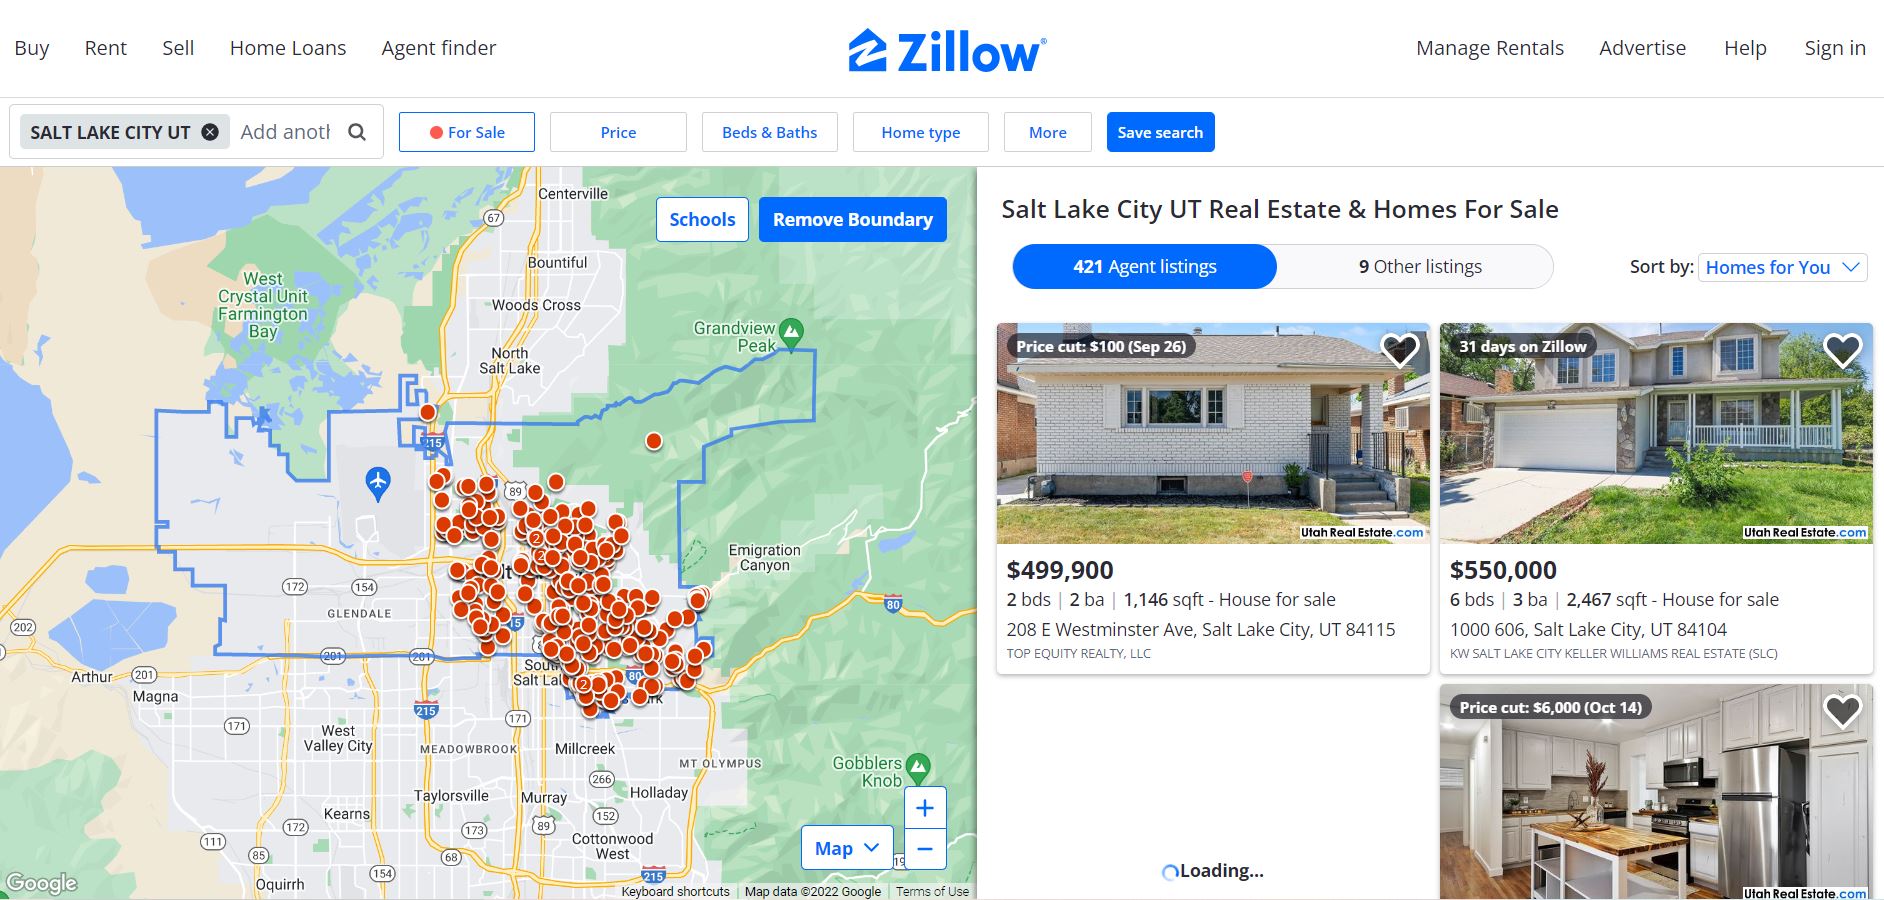 Buy Rent Sell Home Loans Agent finder
Zillow
Manage Rentals Advertise Help Sign in
SALT LAKE CITY UT
Add anoth
For Sale
Price
Beds & Baths
Home type
More
Save search
Schools
Remove Boundary
Centerville
67
Bountiful
West
Crystal Unit
Farmington
Bay
Woods Cross
Grandview
Peak
North
Salt Lake
215
89
2
2
Emigration
Canyon
172
154
GLENDALE
80
202
15
201
201
South
Salt Lak
80
2
Arthur
201
Magna
215
171
171
West
Valley City
MEADOWBROOK
Millcreek
MT OLYMPUS
Gobblers
Knob
266
Taylorsville
Murray
Holladay
Kearns
152
172
173
89
111
Cottonwood
West
85
68
154
215
Oquirrh
+
−
Map
Google
Keyboard shortcuts
Map data ©2022 Google
Terms of Use
Salt Lake City UT Real Estate & Homes For Sale
421 Agent listings
9 Other listings
Sort by: Homes for You
Price cut: $100 (Sep 26)
Utah Real Estate.com
$499,900
2 bds | 2 ba | 1,146 sqft - House for sale
208 E Westminster Ave, Salt Lake City, UT 84115
TOP EQUITY REALTY, LLC
31 days on Zillow
Utah Real Estate.com
$550,000
6 bds | 3 ba | 2,467 sqft - House for sale
1000 606, Salt Lake City, UT 84104
KW SALT LAKE CITY KELLER WILLIAMS REAL ESTATE (SLC)
Loading...
Price cut: $6,000 (Oct 14)
Utah Real Estate.com